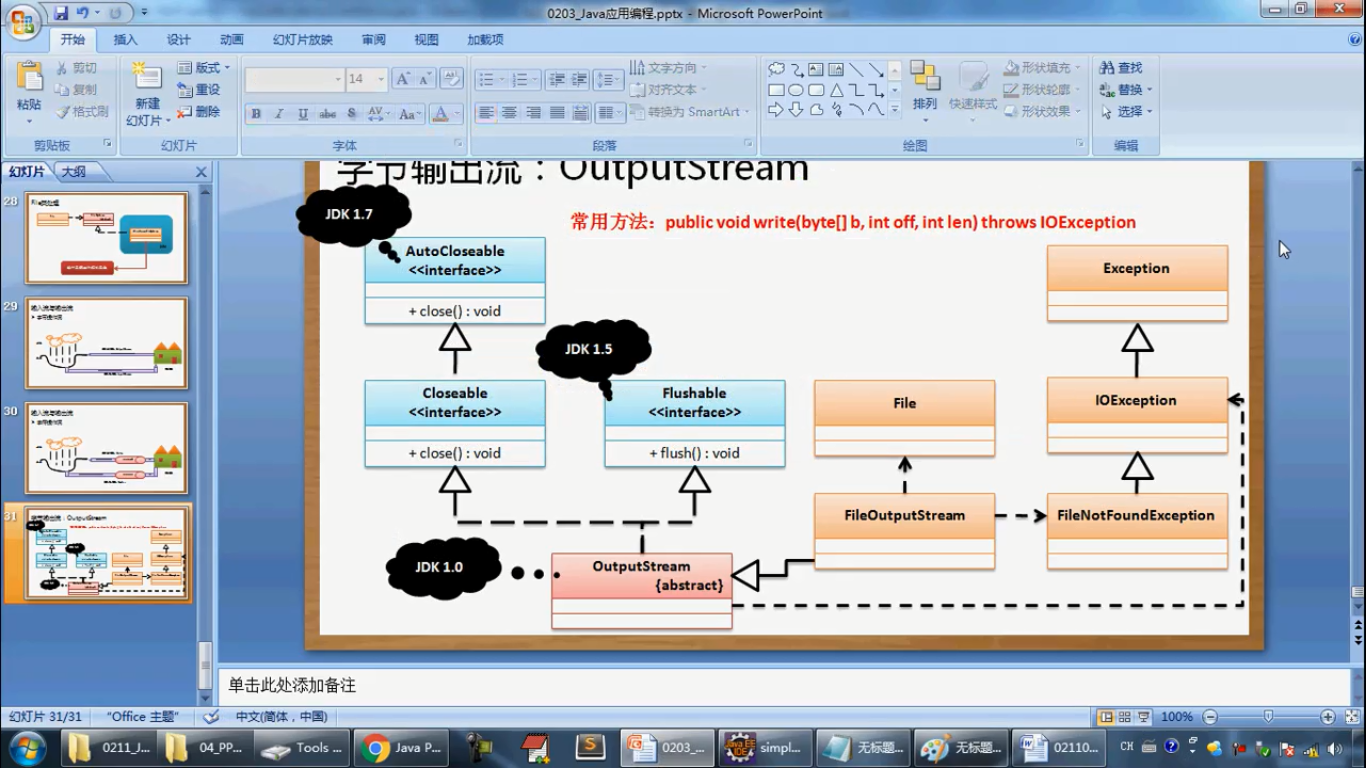 0203_Java应用编程.pptx - Microsoft PowerPoint
开始 插入 设计 动画 幻灯片放映 审阅 视图 加载项
剪切
复制
格式刷
粘贴
剪贴板
新建
幻灯片
版式
重设
删除
幻灯片
14
B I U abc S AV Aa A
字体
文字方向
对齐文本
转换为 SmartArt
段落
排列
快速样式
形状填充
形状轮廓
形状效果
绘图
查找
替换
选择
编辑
幻灯片 大纲
28
29
30
31
字节输出流：OutputStream
常用方法：public void write(byte[] b, int off, int len) throws IOException
JDK 1.7
AutoCloseable
<<interface>>
+ close() : void
Exception
JDK 1.5
Closeable
<<interface>>
+ close() : void
Flushable
<<interface>>
+ flush() : void
File
IOException
FileOutputStream
FileNotFoundException
JDK 1.0
OutputStream
{abstract}
单击此处添加备注
幻灯片 31/31 "Office 主题" 中文(简体，中国) 100%
0211_J... 04_PP... Tools ... Java P... 0203_... simpl... 无标题... 无标题... 02110... CH